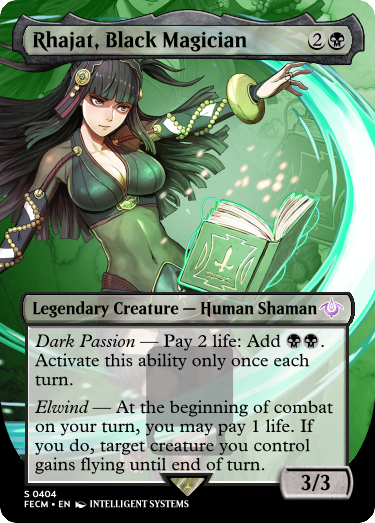 Rhajat, Black Magician 2
Legendary Creature — Human Shaman
Dark Passion — Pay 2 life: Add .
Activate this ability only once each
turn.
Elwind — At the beginning of combat
on your turn, you may pay 1 life. If
you do, target creature you control
gains flying until end of turn.
3/3
S 0404
FECM • EN INTELLIGENT SYSTEMS